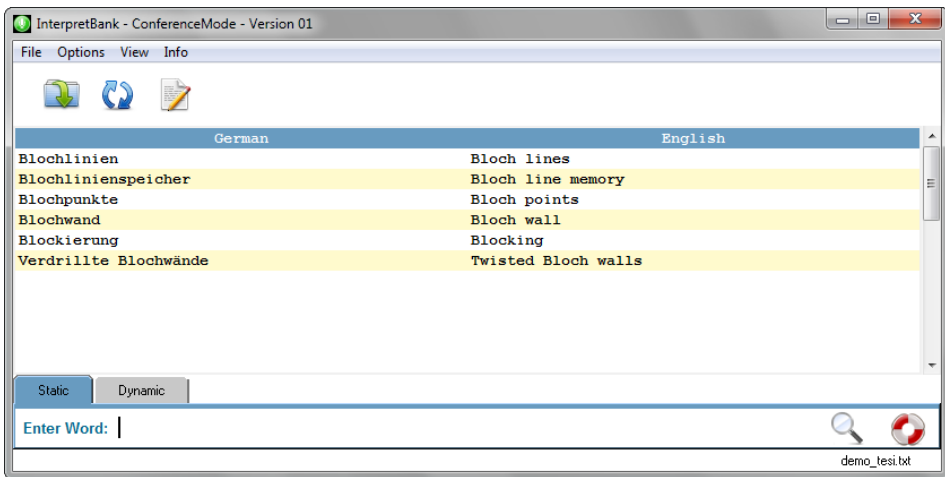 InterpretBank - ConferenceMode - Version 01
File Options View Info
German English
Blochlinien Bloch lines
Blochlinienspeicher Bloch line memory
Blochpunkte Bloch points
Blochwand Bloch wall
Blockierung Blocking
Verdrillte Blochwände Twisted Bloch walls
Static Dynamic
Enter Word:
demo_tesi.txt